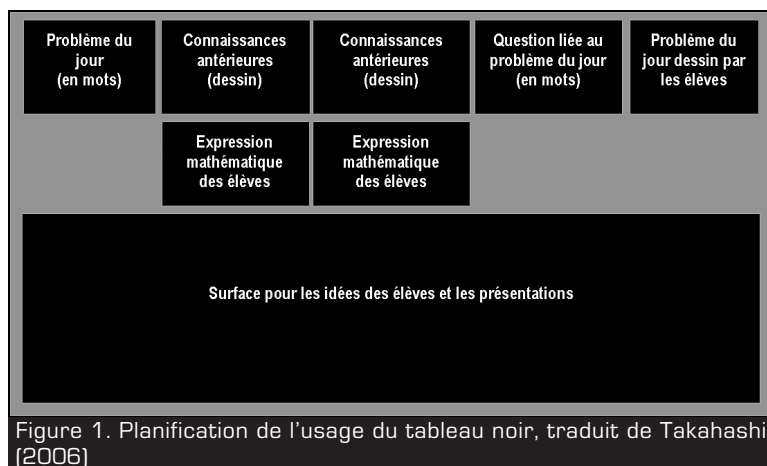 Problème du
jour
(en mots)
Connaissances
antérieures
(dessin)
Connaissances
antérieures
(dessin)
Question liée au
problème du jour
(en mots)
Problème du
jour dessin par
les élèves
Expression
mathématique
des élèves
Expression
mathématique
des élèves
Surface pour les idées des élèves et les présentations
Figure 1. Planification de l'usage du tableau noir, traduit de Takahashi
(2006)